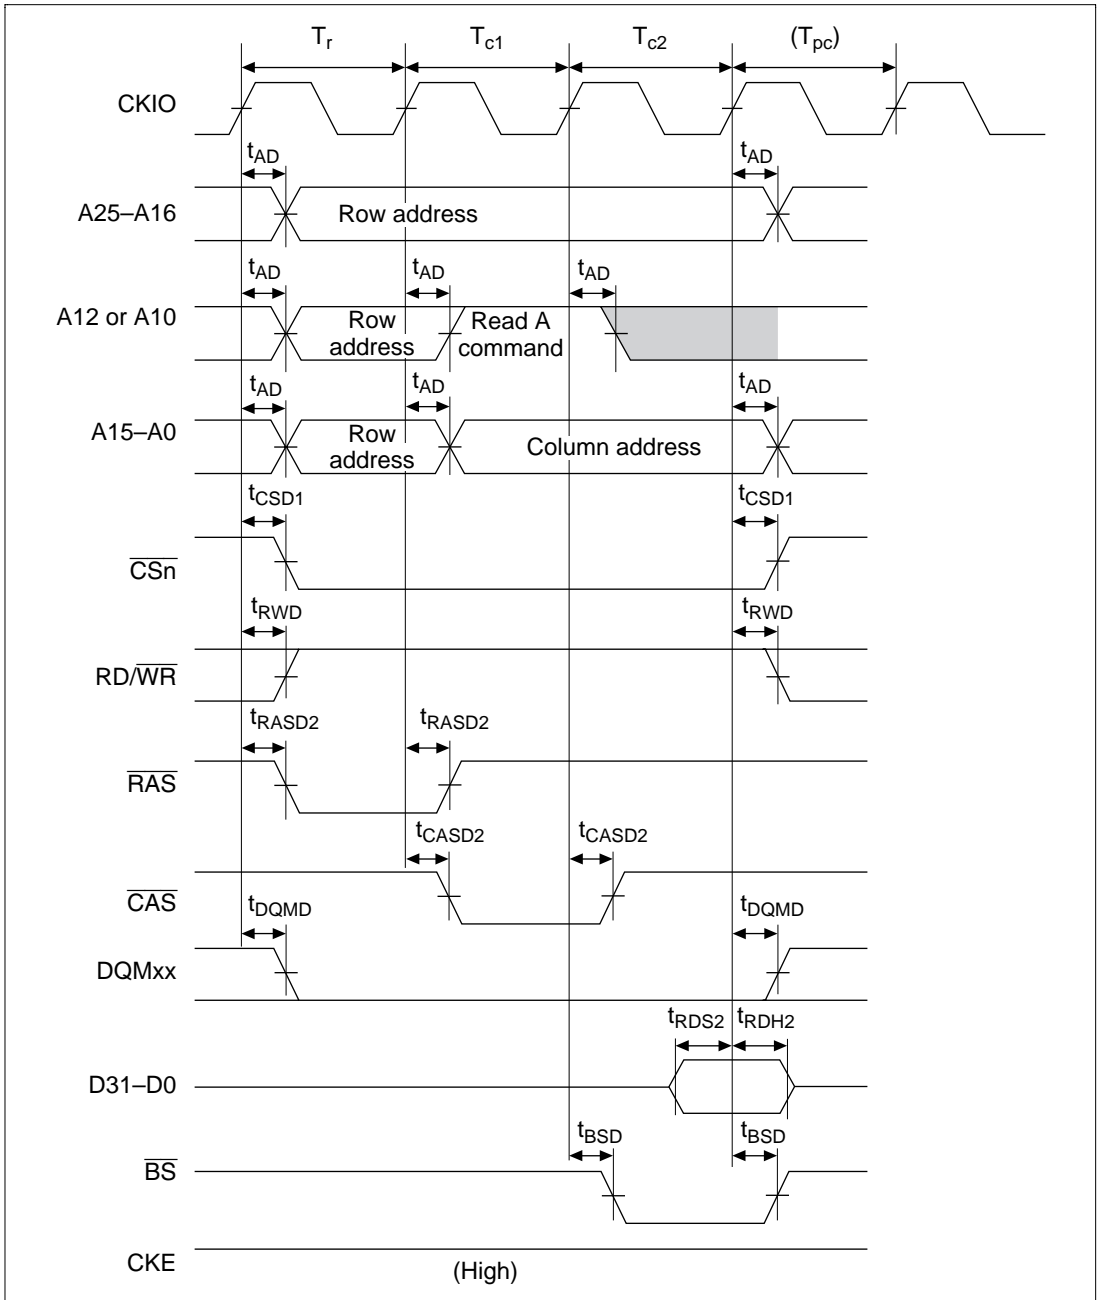 Tr Tc1 Tc2 (Tpc)
CKIO
tAD tAD
A25–A16 Row address
tAD tAD tAD
A12 or A10 Row address Read A command
tAD tAD tAD
A15–A0 Row address Column address
tCSD1 tCSD1
CSn
tRWD tRWD
RD/WR
tRASD2 tRASD2
RAS
tCASD2 tCASD2
CAS
tDQMD tDQMD
DQMxx
tRDS2 tRDH2
D31–D0
tBSD tBSD
BS
CKE (High)